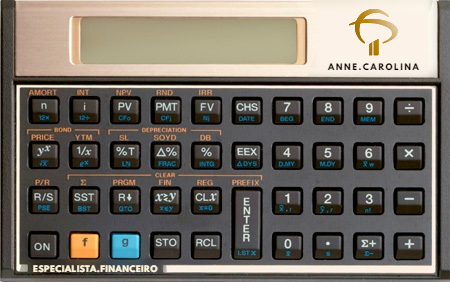 ANNE.CAROLINA
AMORT INT NPV RND IRR
n i PV PMT FV CHS 7 8 9 ÷
12× 12÷ CFo CFj Nj DATE BEG END MEM
BOND DEPRECIATION
PRICE YTM SL SOYD DB
yˣ 1/x %T Δ% % EEX 4 5 6 ×
√x eˣ LN FRAC INTG ΔDYS D.MY M.DY x̄w
CLEAR
P/R Σ PRGM FIN REG PREFIX
R/S SST R↓ x≷y CLx ENTER 1 2 3 −
PSE BST GTO x≤y x=0 LSTx x̂,r ŷ,r n!
ON f g STO RCL 0 • Σ+ +
x̄ s Σ−
ESPECIALISTA.FINANCEIRO